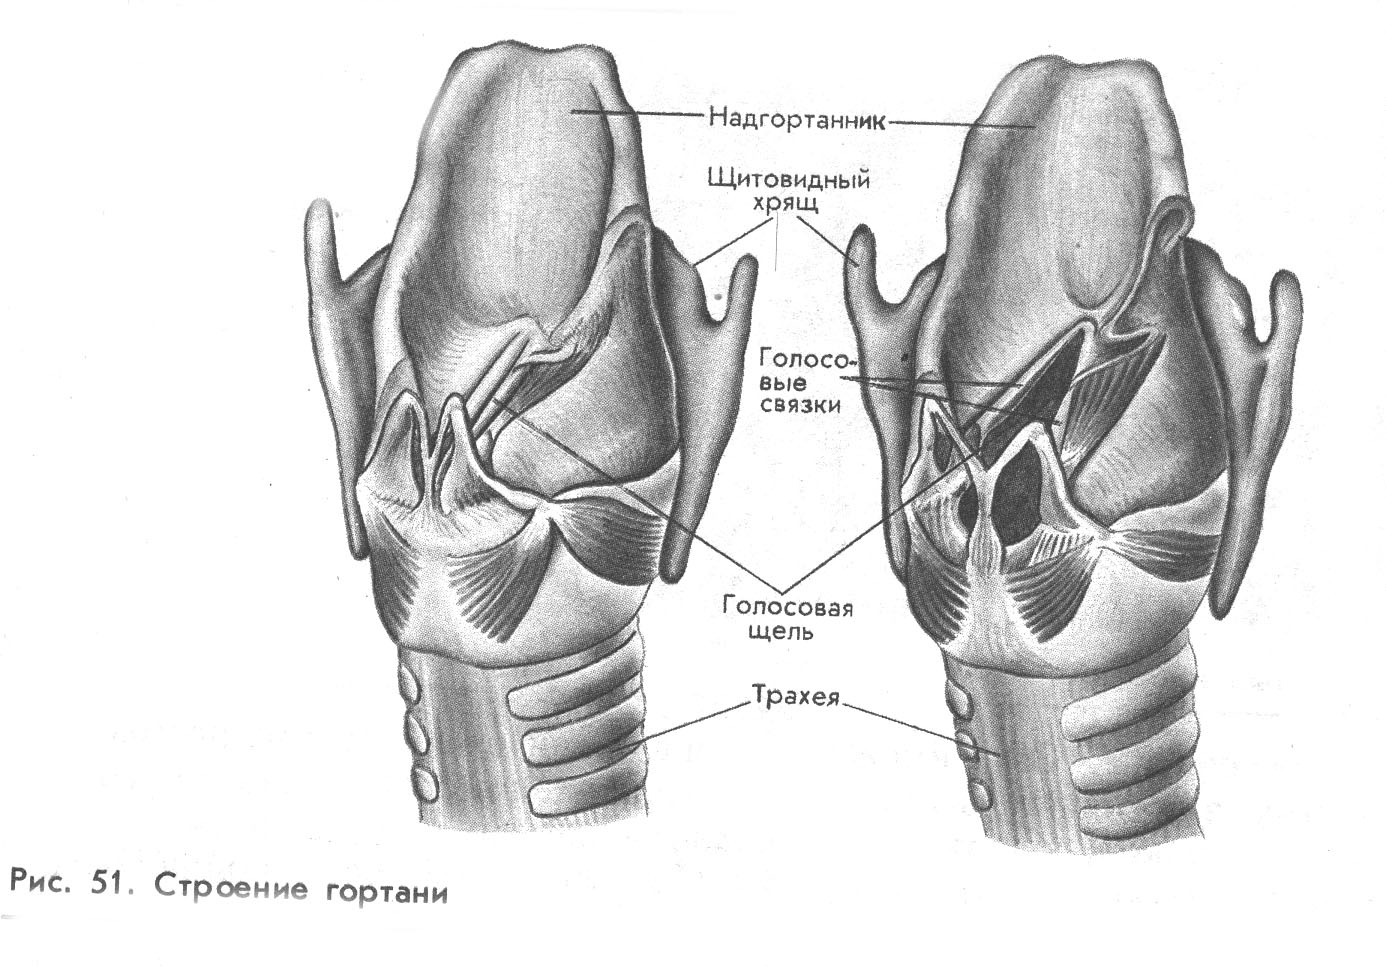 Надгортанник
Щитовидный
хрящ
Голосо-
вые
связки
Голосовая
щель
Трахея
Рис. 51. Строение гортани